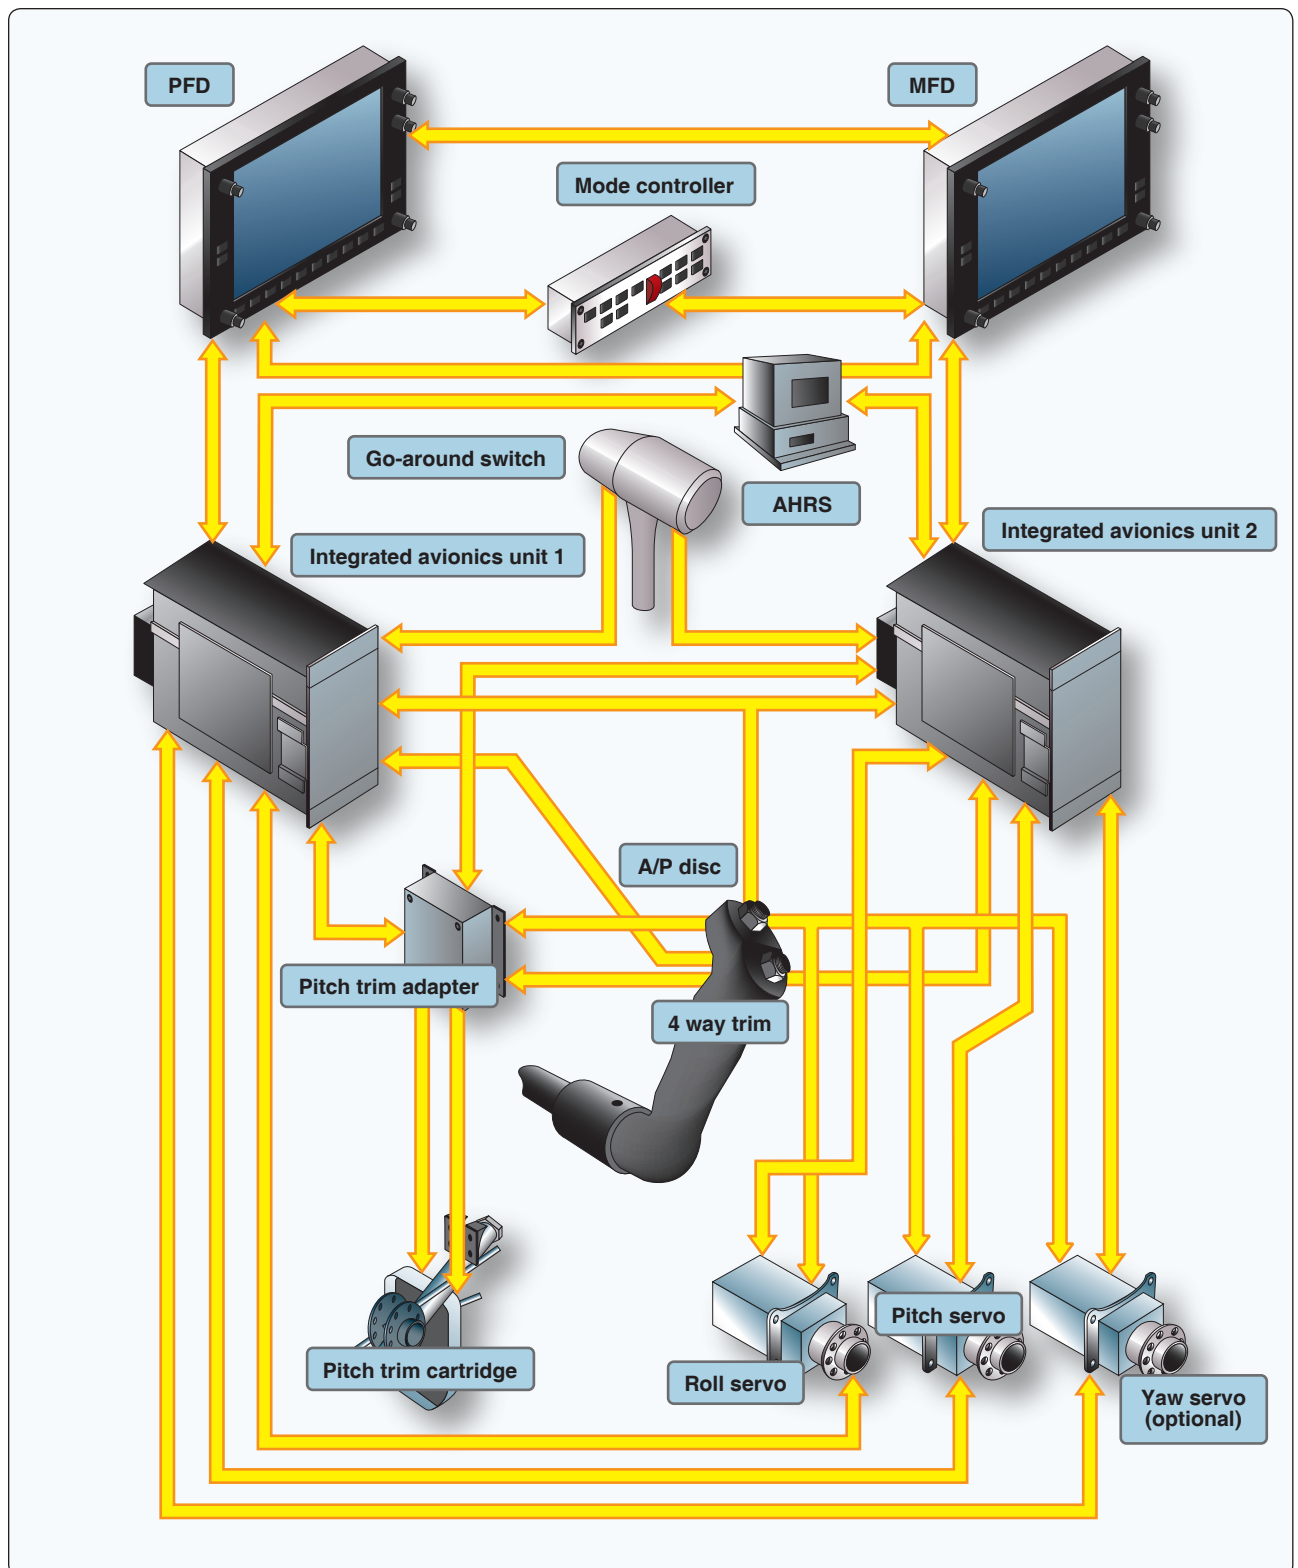 PFD
MFD
Mode controller
Go-around switch
AHRS
Integrated avionics unit 2
Integrated avionics unit 1
A/P disc
Pitch trim adapter
4 way trim
Pitch servo
Pitch trim cartridge
Roll servo
Yaw servo
(optional)